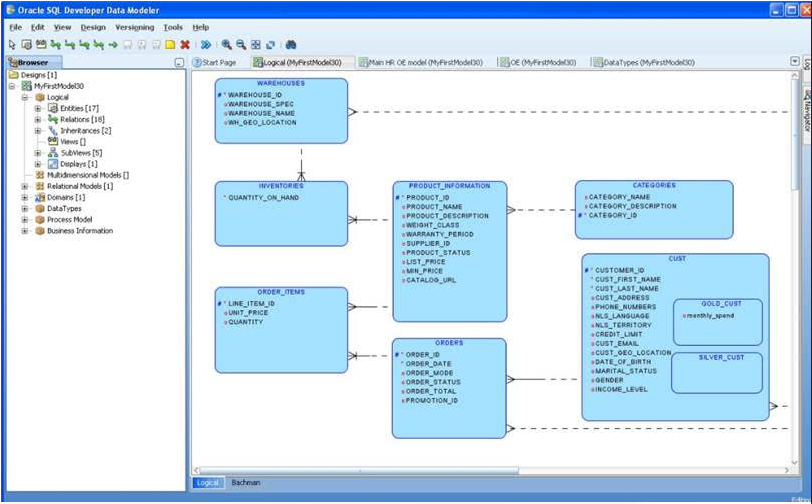 Oracle SQL Developer Data Modeler
File Edit View Design Versioning Tools Help
Browser
Designs [1]
MyFirstModel30
Logical
Entities [17]
Relations [18]
Inheritances [2]
Views []
SubViews [5]
Displays [1]
Multidimensional Models []
Relational Models [1]
Domains [1]
DataTypes
Process Model
Business Information
Start Page
Logical (MyFirstModel30)
Main HR OE model (MyFirstModel30)
OE (MyFirstModel30)
DataTypes (MyFirstModel30)
WAREHOUSES
# * WAREHOUSE_ID
o WAREHOUSE_SPEC
o WAREHOUSE_NAME
o WH_GEO_LOCATION
INVENTORIES
* QUANTITY_ON_HAND
PRODUCT_INFORMATION
# * PRODUCT_ID
o PRODUCT_NAME
o PRODUCT_DESCRIPTION
o WEIGHT_CLASS
o WARRANTY_PERIOD
o SUPPLIER_ID
o PRODUCT_STATUS
o LIST_PRICE
o MIN_PRICE
o CATALOG_URL
CATEGORIES
o CATEGORY_NAME
o CATEGORY_DESCRIPTION
# * CATEGORY_ID
ORDER_ITEMS
# * LINE_ITEM_ID
o UNIT_PRICE
o QUANTITY
ORDERS
# * ORDER_ID
* ORDER_DATE
o ORDER_MODE
o ORDER_STATUS
o ORDER_TOTAL
o PROMOTION_ID
CUST
# * CUSTOMER_ID
* CUST_FIRST_NAME
* CUST_LAST_NAME
o CUST_ADDRESS
o PHONE_NUMBERS
o NLS_LANGUAGE
o NLS_TERRITORY
o CREDIT_LIMIT
o CUST_EMAIL
o CUST_GEO_LOCATION
o DATE_OF_BIRTH
o MARITAL_STATUS
o GENDER
o INCOME_LEVEL
GOLD_CUST
o monthly_spend
SILVER_CUST
Navigator
Logical
Bachman